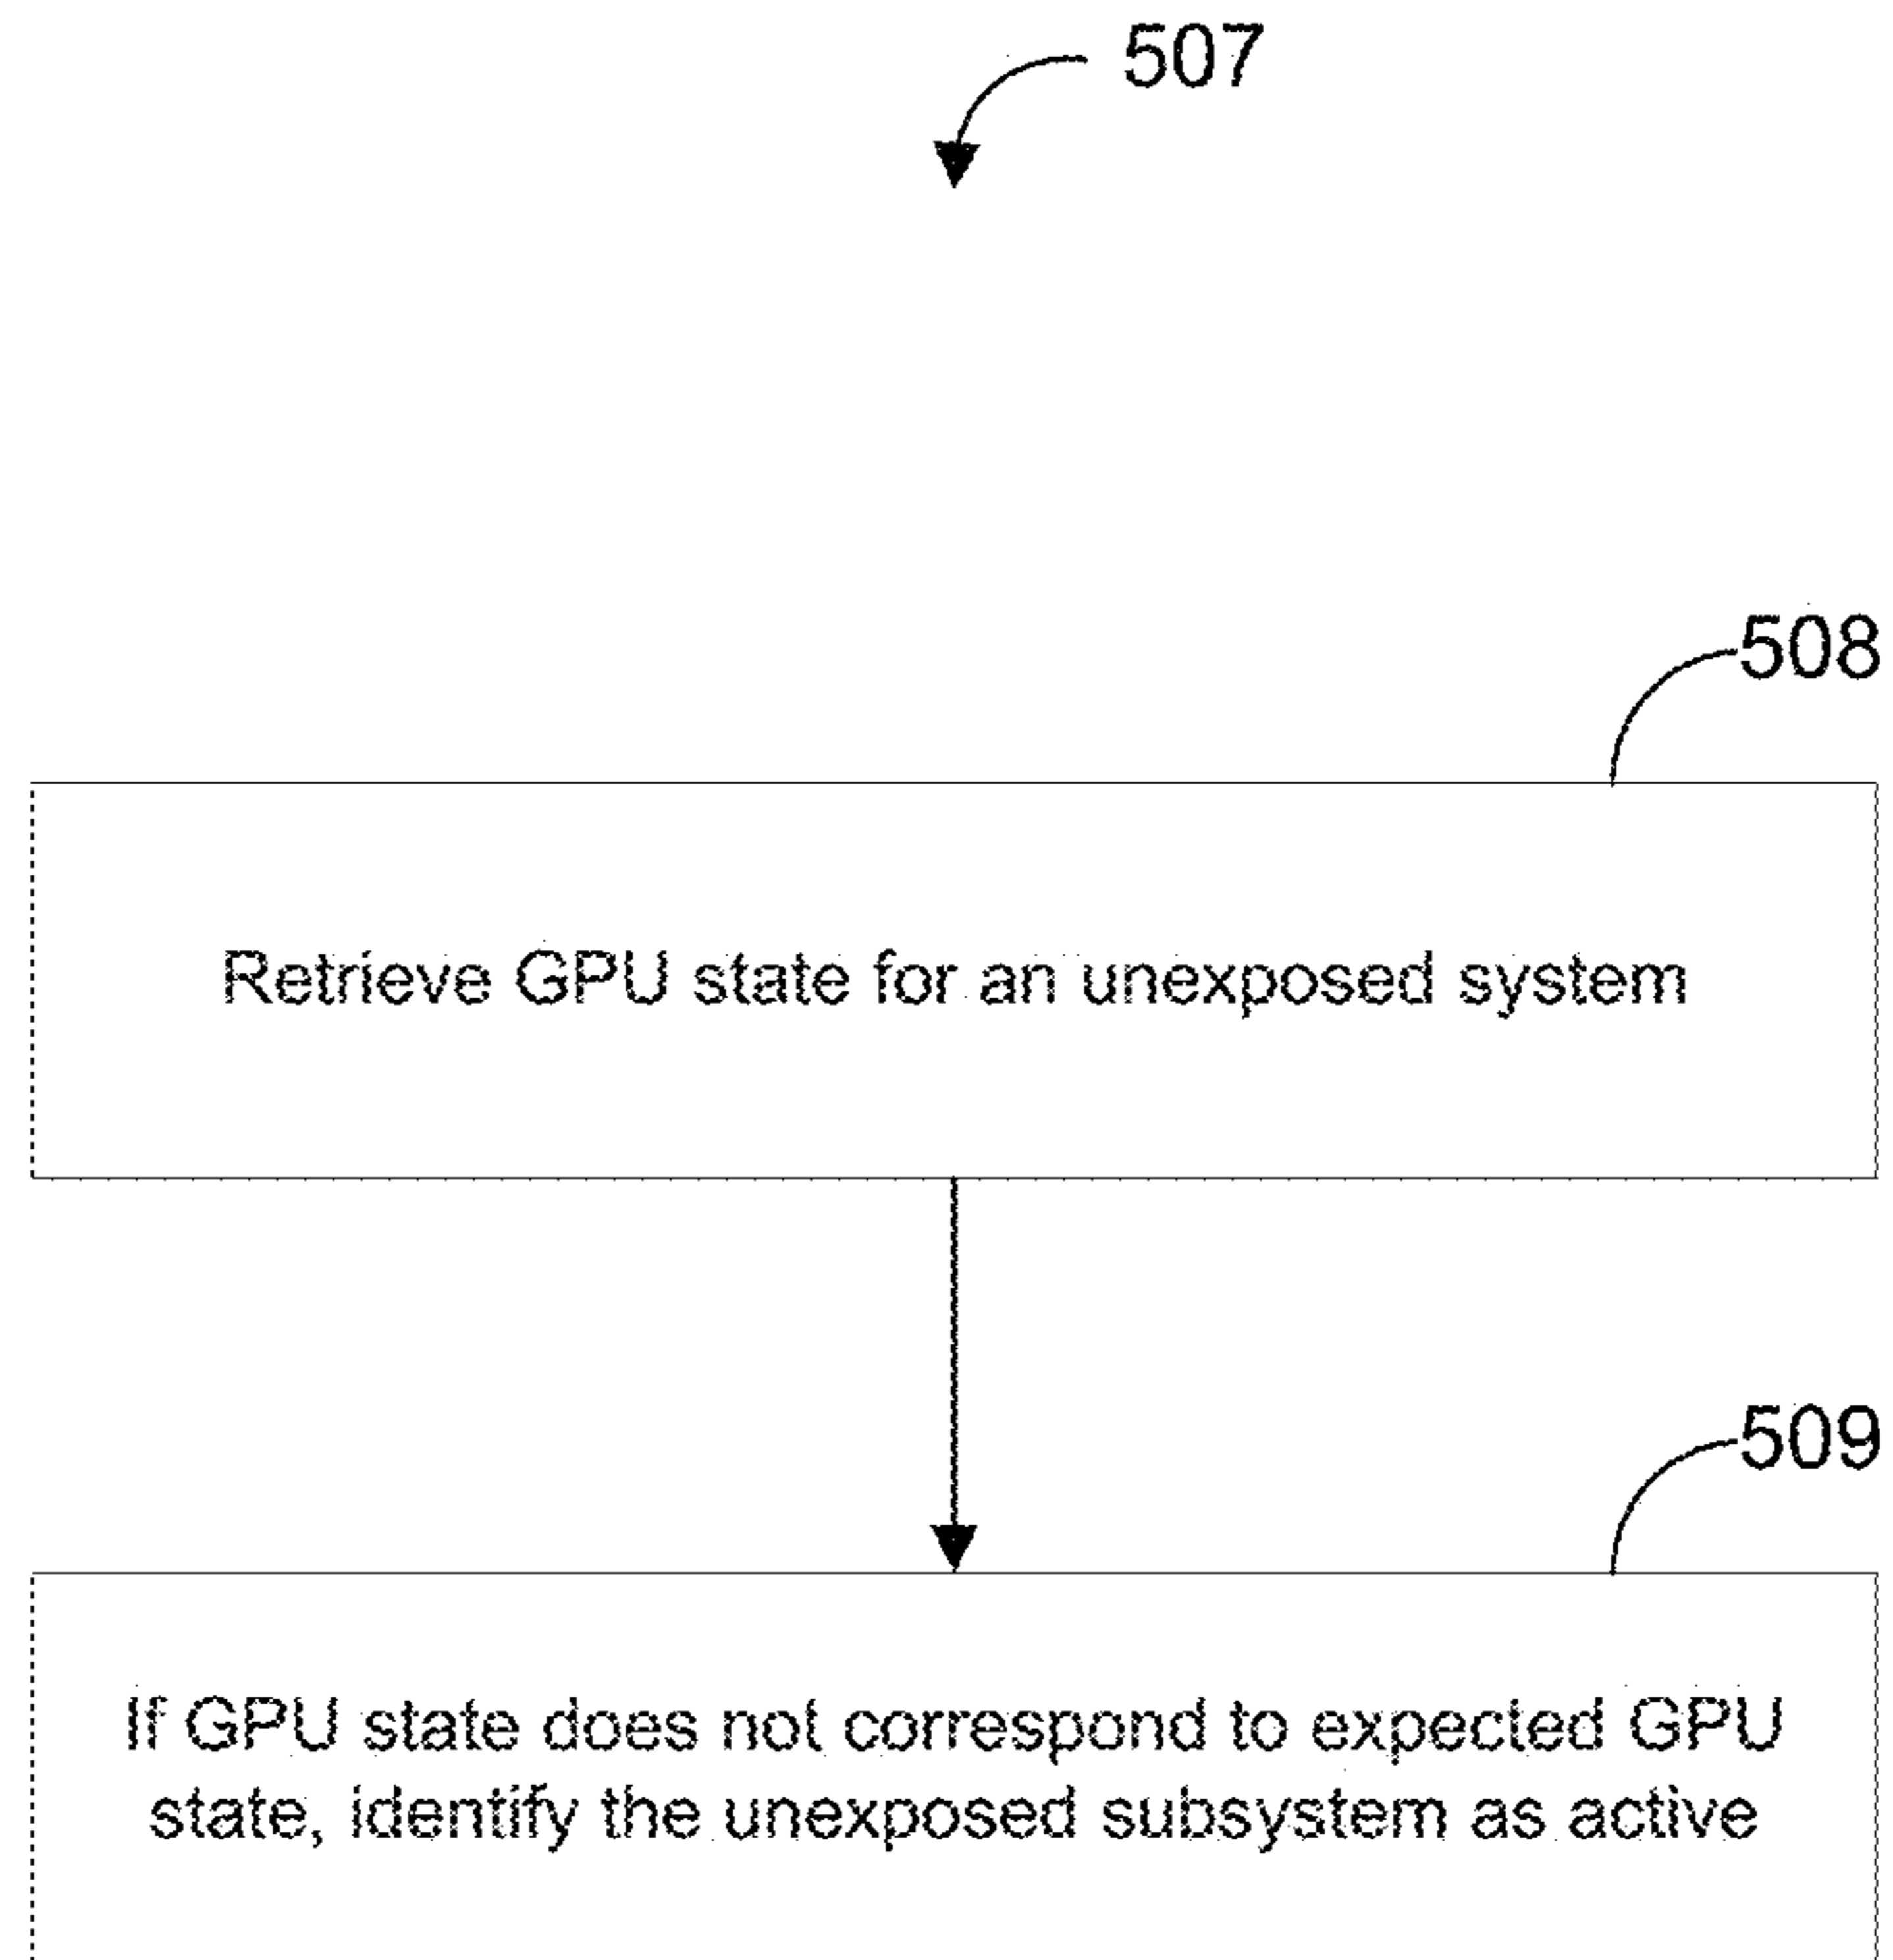 507
508
Retrieve GPU state for an unexposed system
509
If GPU state does not correspond to expected GPU
state, identify the unexposed subsystem as active